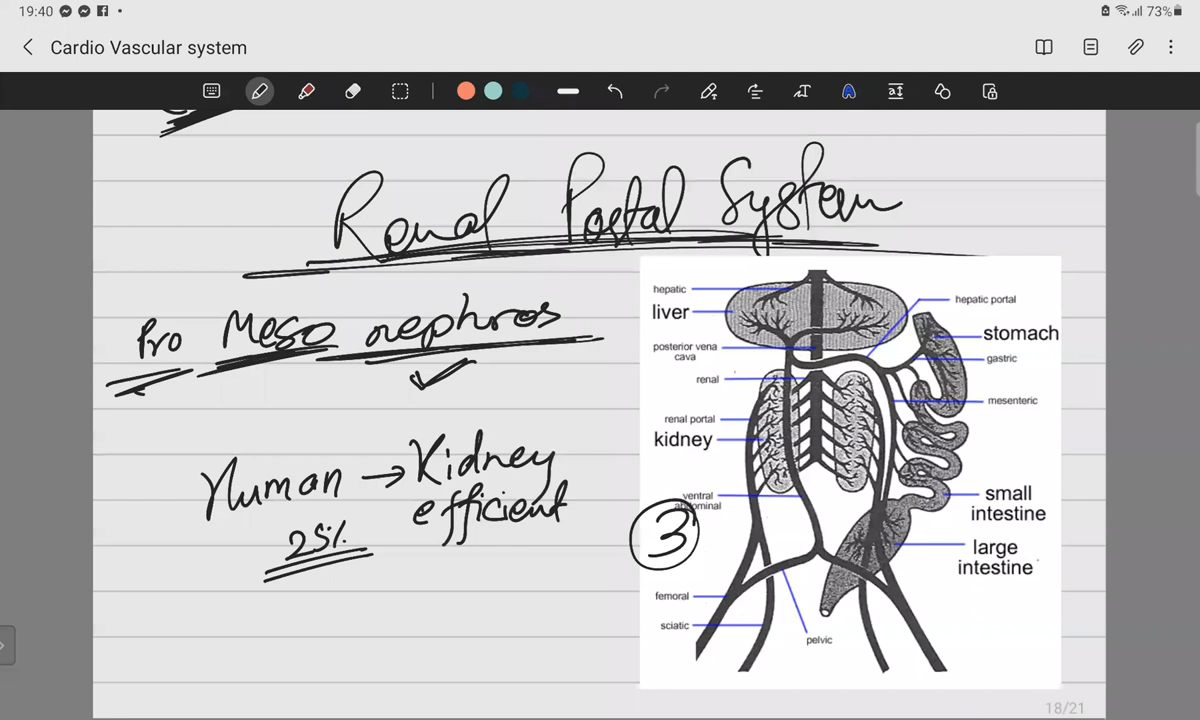 19:40
73%
Cardio Vascular system
Renal Portal System
Pro Meso nephros
Human → Kidney
efficient
25%
3
hepatic
liver
posterior vena
cava
renal
renal portal
kidney
ventral
abdominal
femoral
sciatic
pelvic
hepatic portal
stomach
gastric
mesenteric
small
intestine
large
intestine
18/21